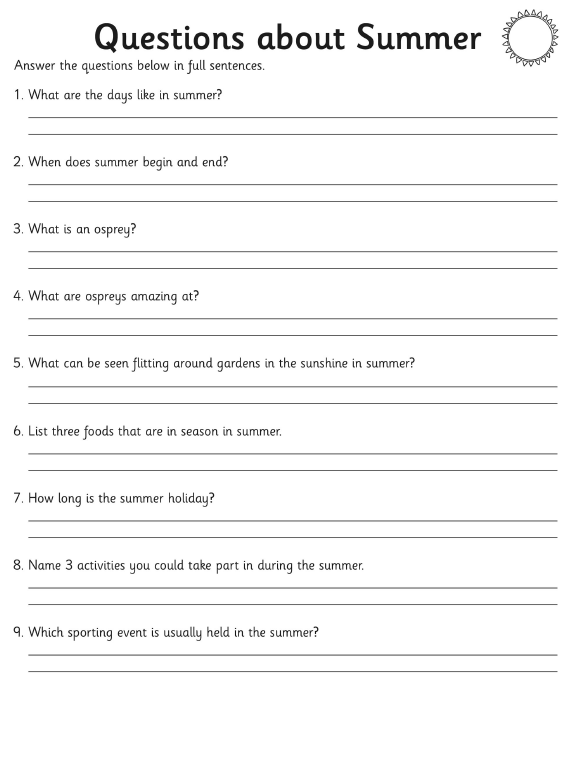 Questions about Summer
Answer the questions below in full sentences.
1. What are the days like in summer?
2. When does summer begin and end?
3. What is an osprey?
4. What are ospreys amazing at?
5. What can be seen flitting around gardens in the sunshine in summer?
6. List three foods that are in season in summer.
7. How long is the summer holiday?
8. Name 3 activities you could take part in during the summer.
9. Which sporting event is usually held in the summer?